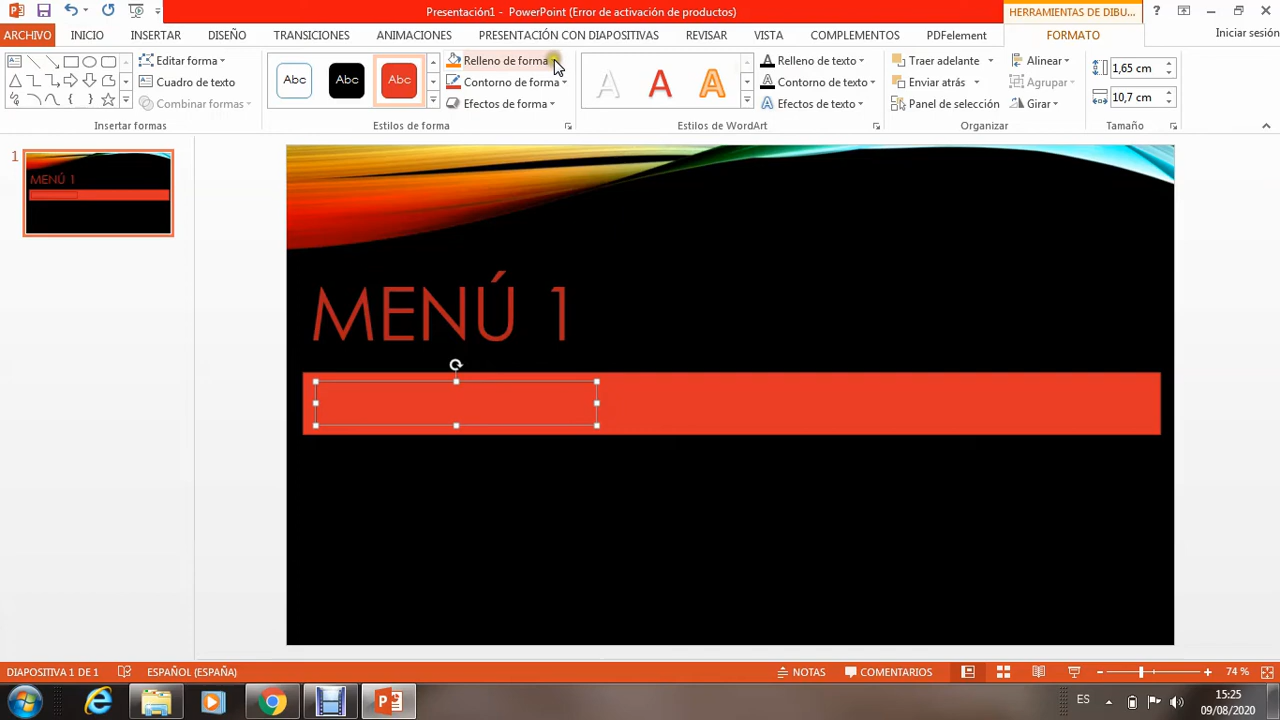 Presentación1 - PowerPoint (Error de activación de productos)
HERRAMIENTAS DE DIBU...
ARCHIVO INICIO INSERTAR DISEÑO TRANSICIONES ANIMACIONES PRESENTACIÓN CON DIAPOSITIVAS REVISAR VISTA COMPLEMENTOS PDFelement FORMATO Iniciar sesión
Editar forma
Cuadro de texto
Combinar formas
Insertar formas
Abc Abc Abc
Relleno de forma
Contorno de forma
Efectos de forma
Estilos de forma
A A A
Relleno de texto
Contorno de texto
Efectos de texto
Estilos de WordArt
Traer adelante
Enviar atrás
Panel de selección
Alinear
Agrupar
Girar
Organizar
1,65 cm
10,7 cm
Tamaño
1
MENÚ 1
MENÚ 1
DIAPOSITIVA 1 DE 1 ESPAÑOL (ESPAÑA) NOTAS COMENTARIOS 74 %
ES
15:25
09/08/2020